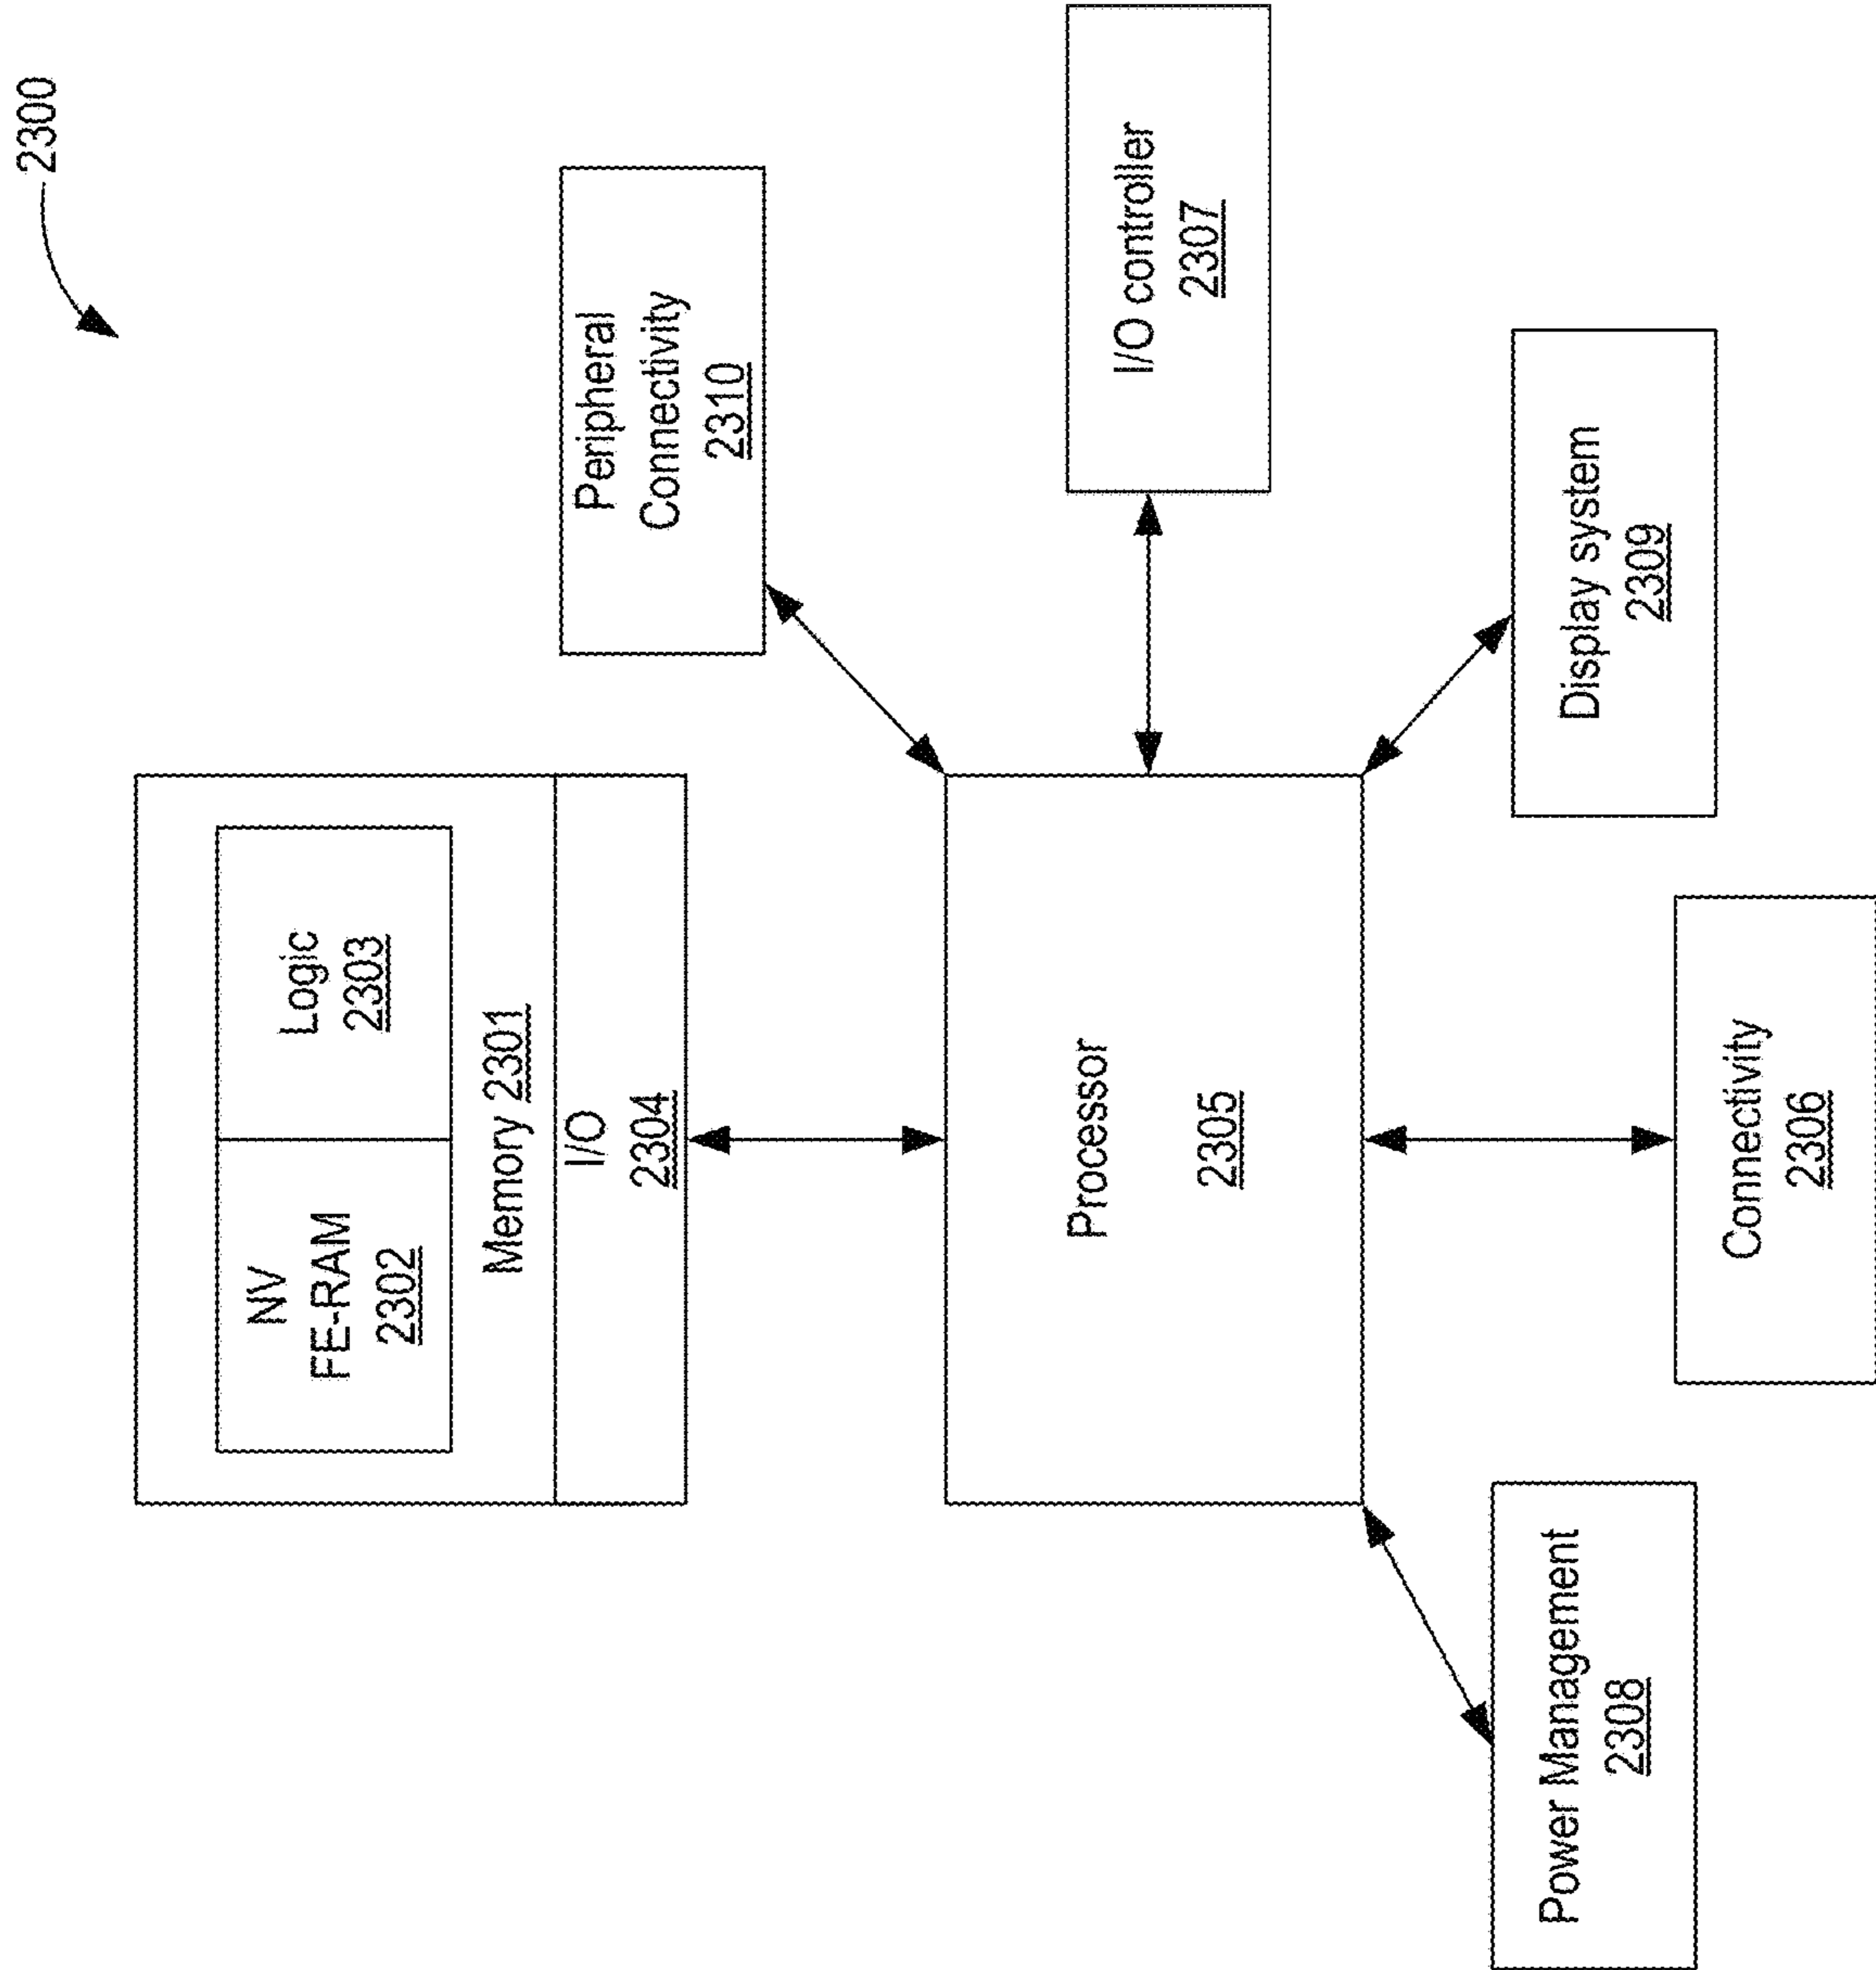 2300
NV
FE-RAM
2302
Logic
2303
Memory 2301
I/O
2304
Peripheral
Connectivity
2310
Processor
2305
I/O controller
2307
Power Management
2308
Connectivity
2306
Display system
2309